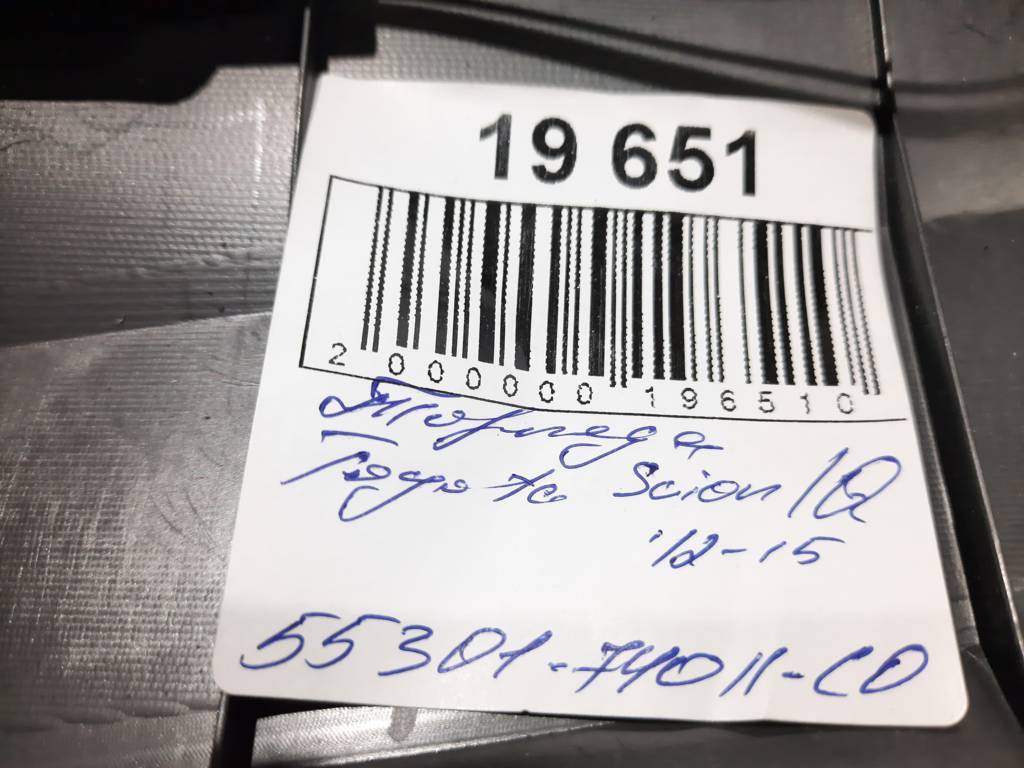 19 651
2 000000 196510
Торпеда
Тойота Scion IQ
'12-15
55301-74011-C0